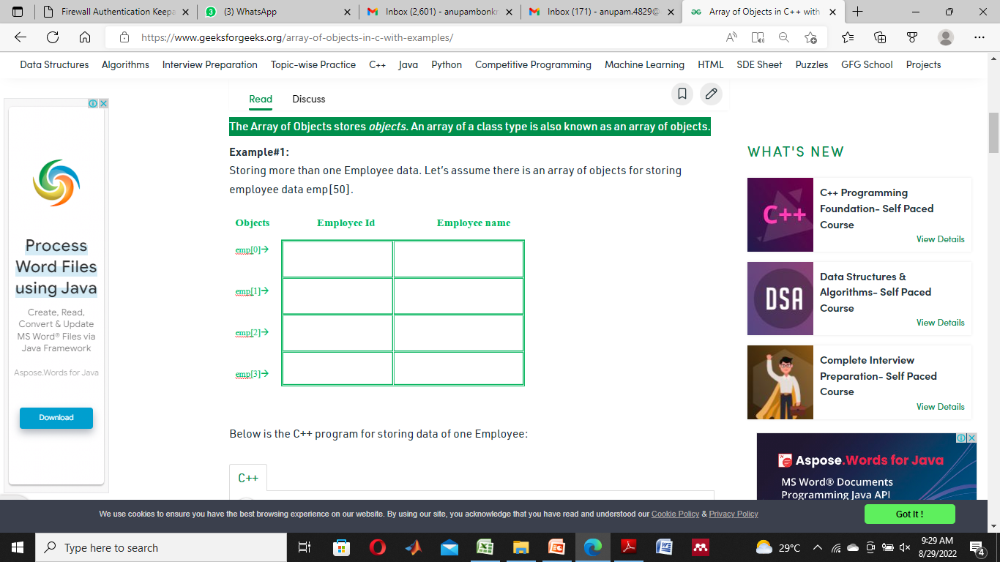 Firewall Authentication Keepa
(3) WhatsApp
Inbox (2,601) - anupambonkr
Inbox (171) - anupam.4829@
Array of Objects in C++ with
https://www.geeksforgeeks.org/array-of-objects-in-c-with-examples/
Data Structures Algorithms Interview Preparation Topic-wise Practice C++ Java Python Competitive Programming Machine Learning HTML SDE Sheet Puzzles GFG School Projects
Read Discuss
The Array of Objects stores objects. An array of a class type is also known as an array of objects.
Example#1:
Storing more than one Employee data. Let's assume there is an array of objects for storing
employee data emp[50].
Objects Employee Id Employee name
emp[0]→
emp[1]→
emp[2]→
emp[3]→
Below is the C++ program for storing data of one Employee:
C++
Process
Word Files
using Java
Create, Read,
Convert & Update
MS Word® Files via
Java Framework
Aspose.Words for Java
Download
WHAT'S NEW
C++
C++ Programming
Foundation- Self Paced
Course
View Details
DSA
Data Structures &
Algorithms- Self Paced
Course
View Details
Complete Interview
Preparation- Self Paced
Course
View Details
Aspose.Words for Java
MS Word® Documents
Programming Java API
We use cookies to ensure you have the best browsing experience on our website. By using our site, you acknowledge that you have read and understood our Cookie Policy & Privacy Policy
Got It !
Type here to search
29°C
9:29 AM
8/29/2022
4